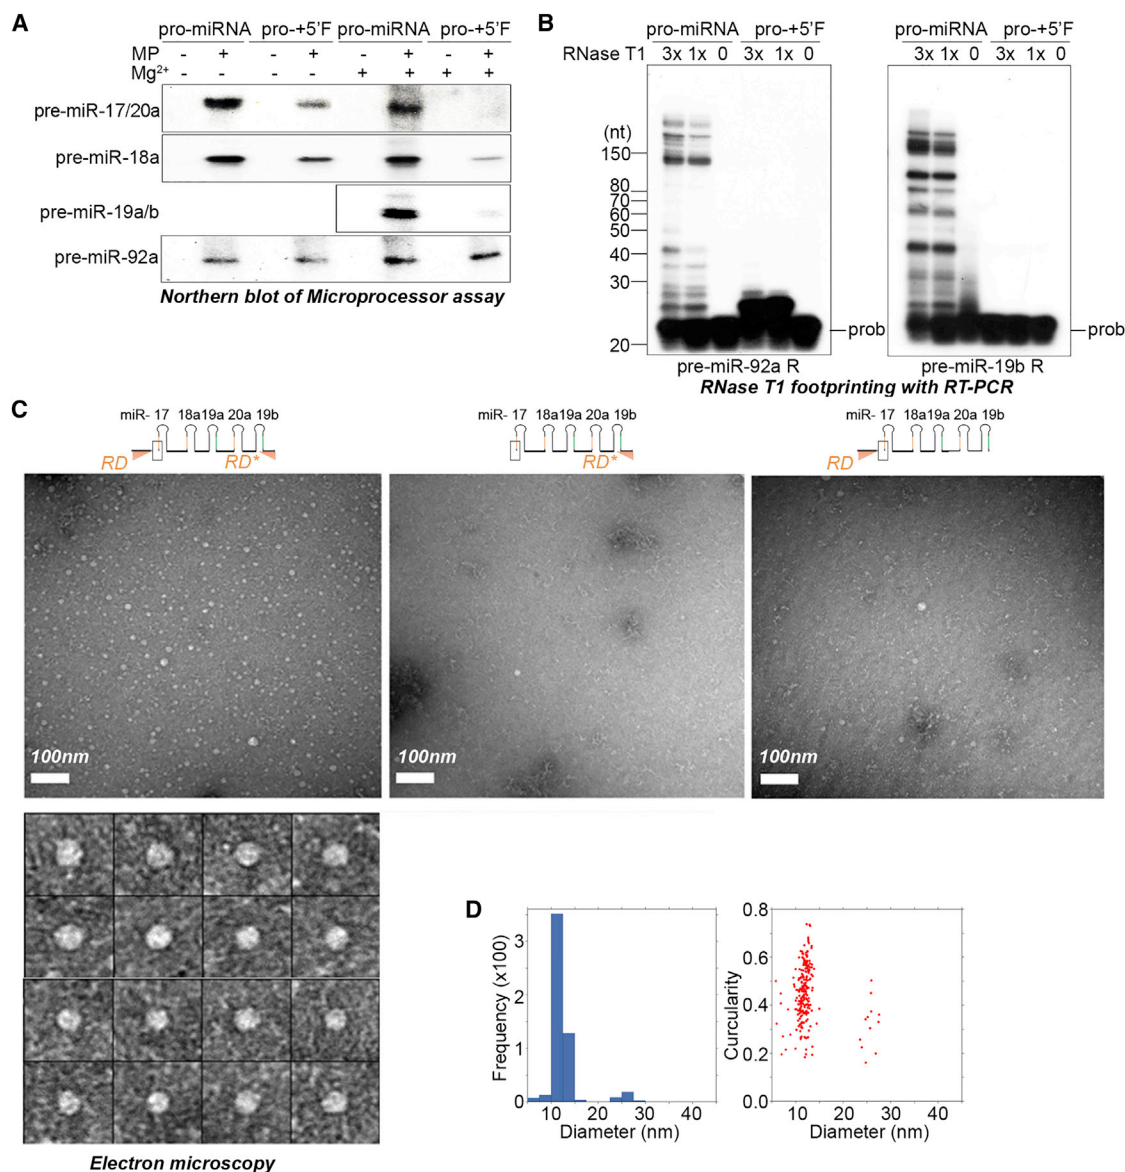 A
pro-miRNA pro-+5'F pro-miRNA pro-+5'F
MP - + - + - + - +
Mg2+ - - - - + + + +
pre-miR-17/20a
pre-miR-18a
pre-miR-19a/b
pre-miR-92a
Northern blot of Microprocessor assay
B
pro-miRNA pro-+5'F pro-miRNA pro-+5'F
RNase T1 3x 1x 0 3x 1x 0 3x 1x 0 3x 1x 0
(nt)
150
80
70
60
50
40
30
20
prob
prob
pre-miR-92a R pre-miR-19b R
RNase T1 footprinting with RT-PCR
C
miR- 17 18a19a 20a 19b
RD RD*
miR- 17 18a 19a 20a 19b
RD*
miR- 17 18a 19a 20a 19b
RD
100nm
100nm
100nm
Electron microscopy
D
Frequency (x100)
3
2
1
0
10 20 30 40
Diameter (nm)
Curcularity
0.8
0.6
0.4
0.2
0.0
10 20 30 40
Diameter (nm)